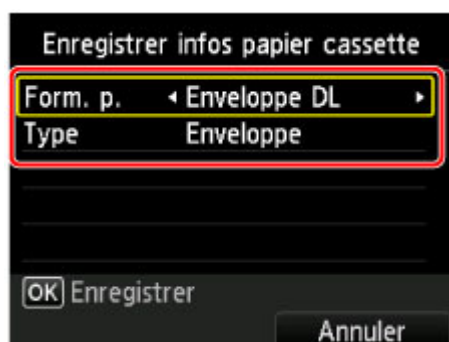 Enregistrer infos papier cassette
Form. p. Enveloppe DL
Type Enveloppe
OK Enregistrer
Annuler